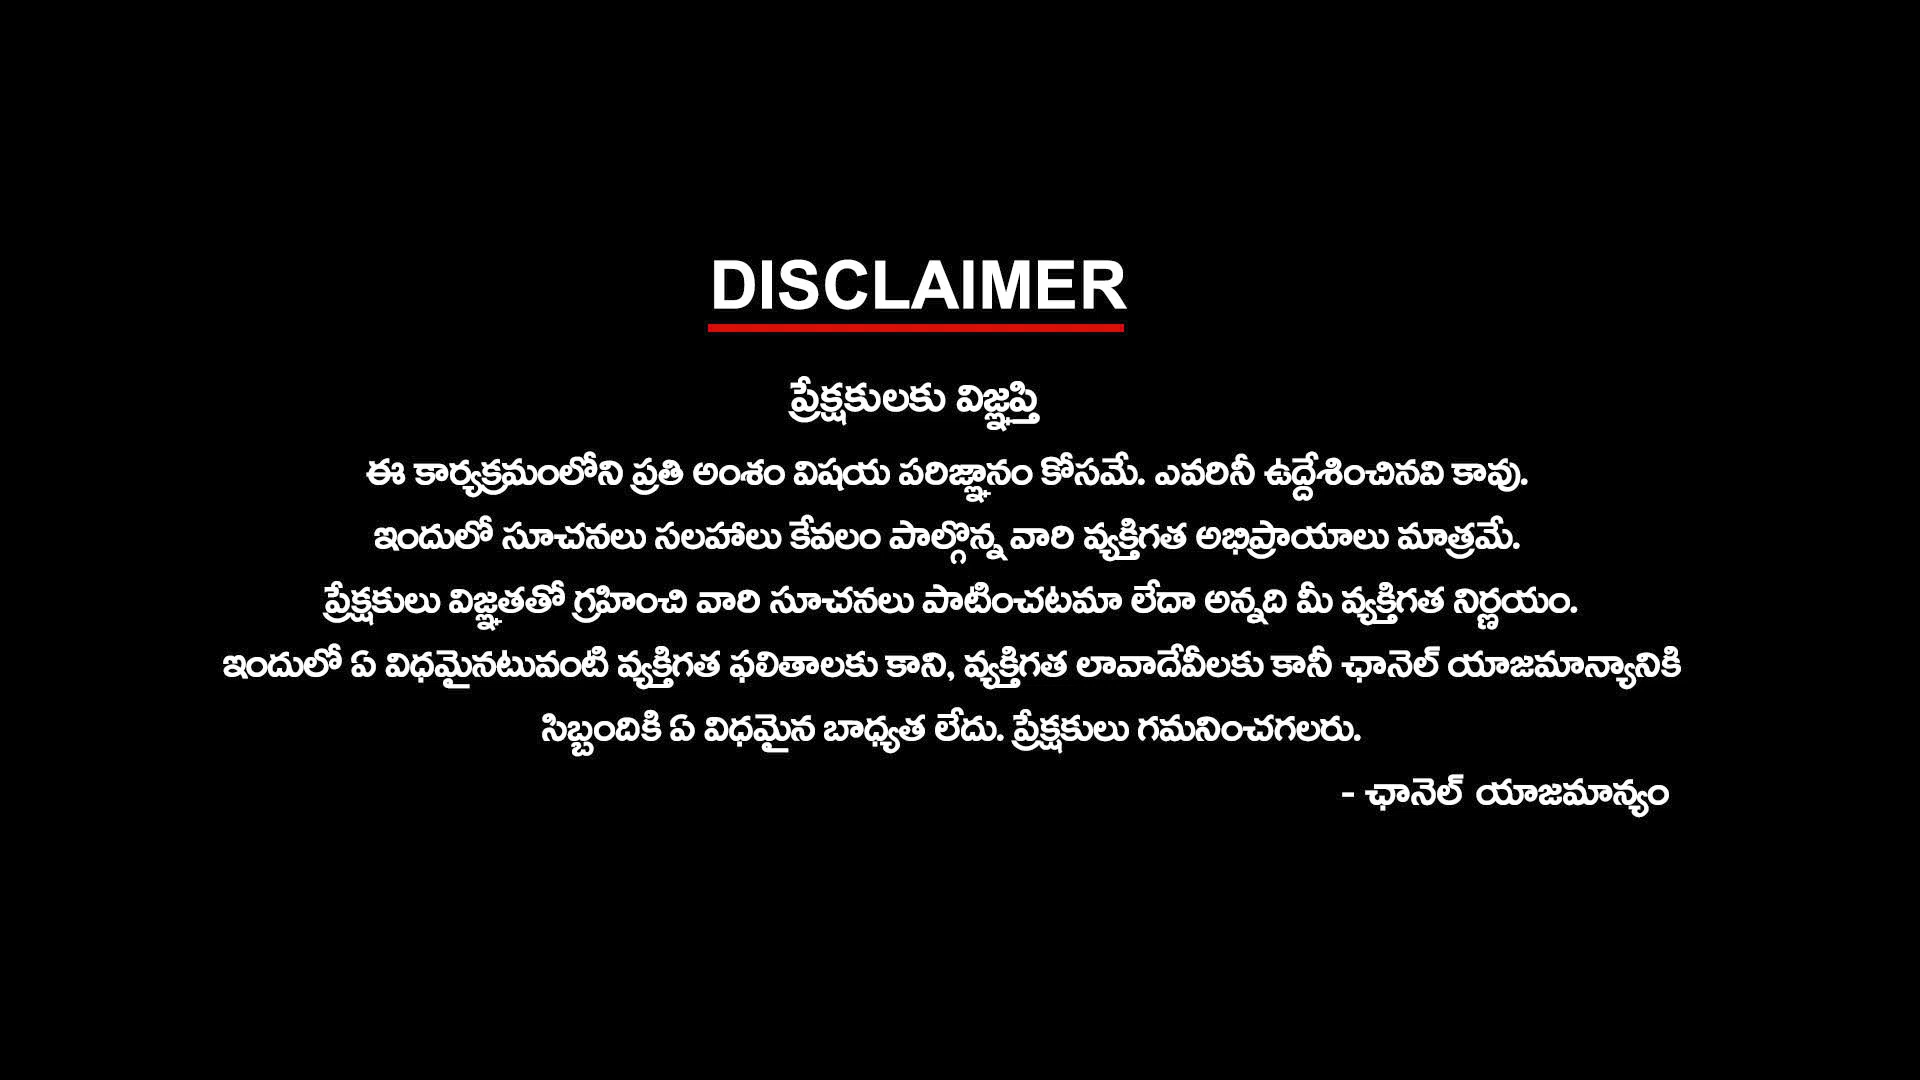 DISCLAIMER
ప్రేక్షకులకు విజ్ఞప్తి
ఈ కార్యక్రమంలోని ప్రతి అంశం విషయ పరిజ్ఞానం కోసమే. ఎవరినీ ఉద్దేశించినవి కావు.
ఇందులో సూచనలు సలహాలు కేవలం పాల్గొన్న వారి వ్యక్తిగత అభిప్రాయాలు మాత్రమే.
ప్రేక్షకులు విజ్ఞతతో గ్రహించి వారి సూచనలు పాటించటమా లేదా అన్నది మీ వ్యక్తిగత నిర్ణయం.
ఇందులో ఏ విధమైనటువంటి వ్యక్తిగత ఫలితాలకు కాని, వ్యక్తిగత లావాదేవీలకు కానీ ఛానెల్ యాజమాన్యానికి
సిబ్బందికి ఏ విధమైన బాధ్యత లేదు. ప్రేక్షకులు గమనించగలరు.
- ఛానెల్ యాజమాన్యం